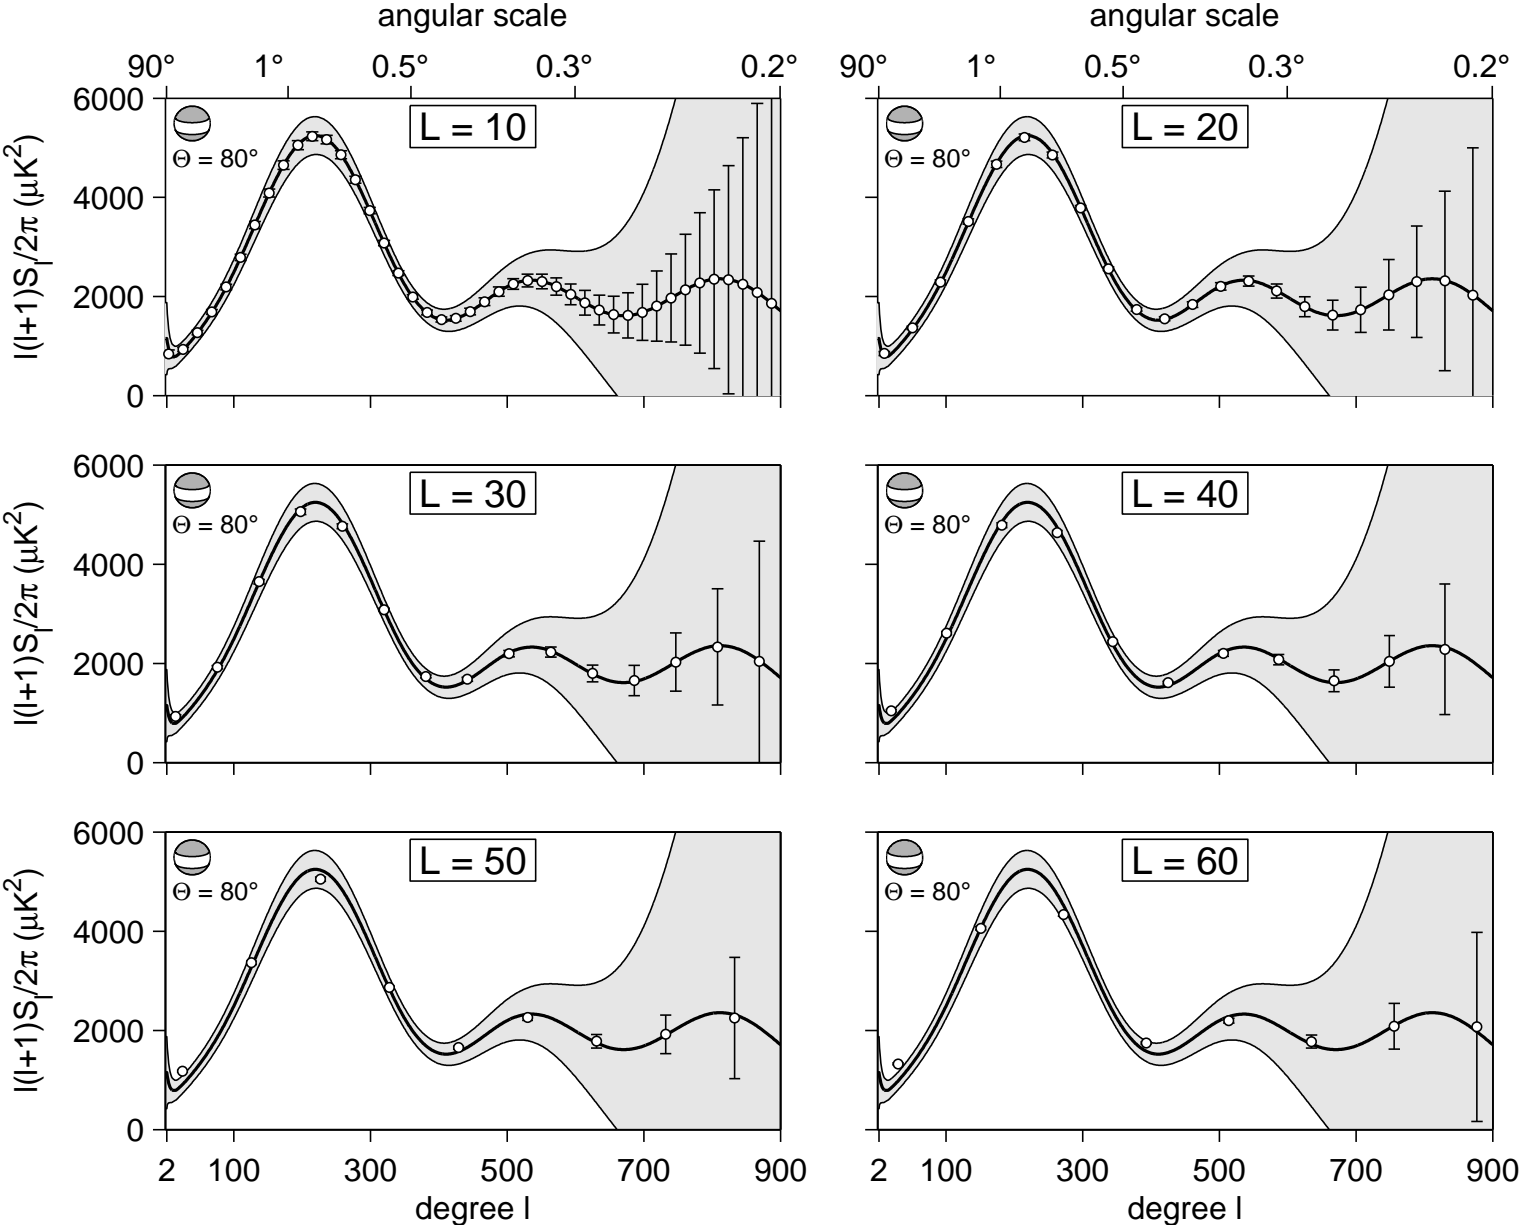 angular scale angular scale
90° 1° 0.5° 0.3° 0.2° 90° 1° 0.5° 0.3° 0.2°
6000 L = 10 L = 20
Θ = 80° Θ = 80°
4000
2000
0
l(l+1)S_l/2π (μK²)
6000 L = 30 L = 40
Θ = 80° Θ = 80°
4000
2000
0
l(l+1)S_l/2π (μK²)
6000 L = 50 L = 60
Θ = 80° Θ = 80°
4000
2000
0
l(l+1)S_l/2π (μK²)
2 100 300 500 700 900 2 100 300 500 700 900
degree l degree l